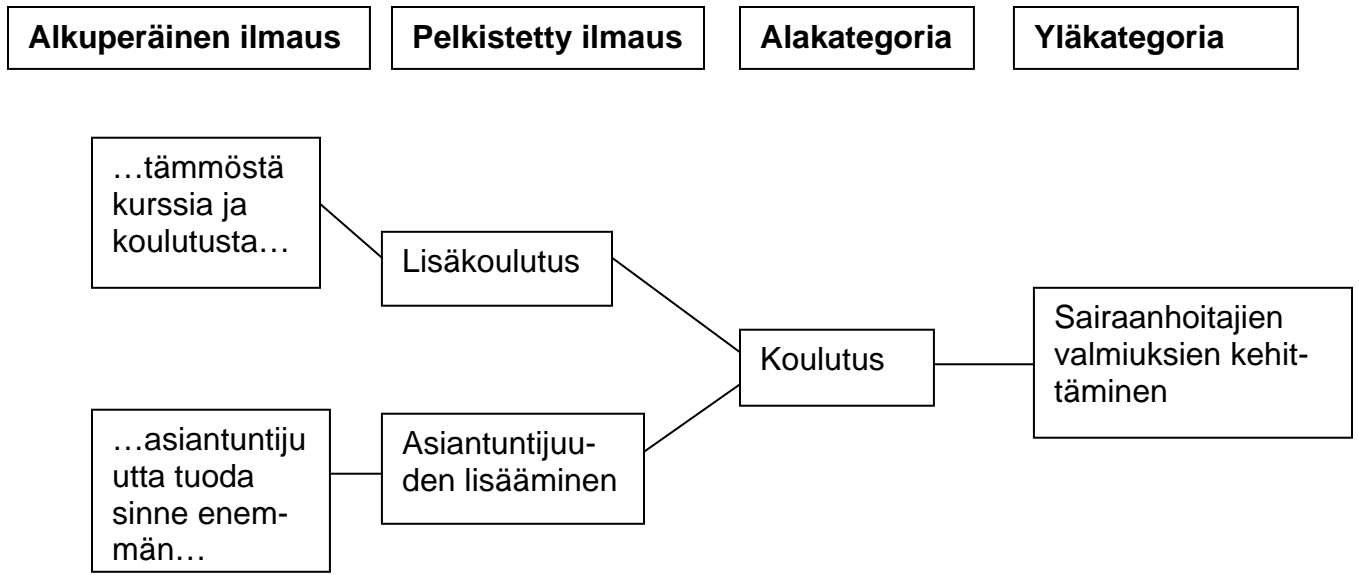 Alkuperäinen ilmaus
Pelkistetty ilmaus
Alakategoria
Yläkategoria
…tämmöstä
kurssia ja
koulutusta…
Lisäkoulutus
Koulutus
Sairaanhoitajien
valmiuksien kehit-
täminen
…asiantuntiju
utta tuoda
sinne enem-
män…
Asiantuntijuu-
den lisääminen